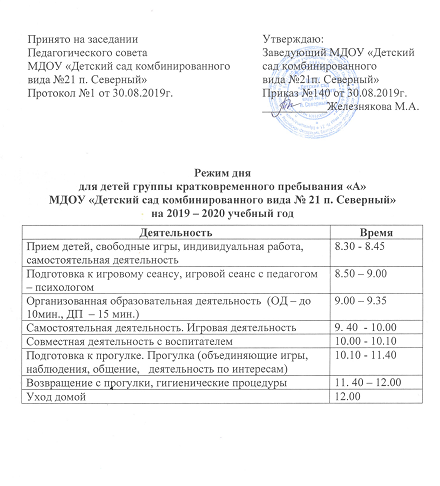 Принято на заседании
Педагогического совета
МДОУ «Детский сад комбинированного
вида №21 п. Северный»
Протокол №1 от 30.08.2019г.
Утверждаю:
Заведующий МДОУ «Детский
сад комбинированного
вида №21п. Северный»
Приказ №140 от 30.08.2019г.
Железнякова М.А.
Режим дня
для детей группы кратковременного пребывания «А»
МДОУ «Детский сад комбинированного вида № 21 п. Северный»
на 2019 – 2020 учебный год
Деятельность Время
Прием детей, свободные игры, индивидуальная работа, 8.30 - 8.45
самостоятельная деятельность
Подготовка к игровому сеансу, игровой сеанс с педагогом 8.50 – 9.00
– психологом
Организованная образовательная деятельность (ОД – до 9.00 – 9.35
10мин., ДП – 15 мин.)
Самостоятельная деятельность. Игровая деятельность 9. 40 - 10.00
Совместная деятельность с воспитателем 10.00 - 10.10
Подготовка к прогулке. Прогулка (объединяющие игры, 10.10 - 11.40
наблюдения, общение, деятельность по интересам)
Возвращение с прогулки, гигиенические процедуры 11. 40 – 12.00
Уход домой 12.00